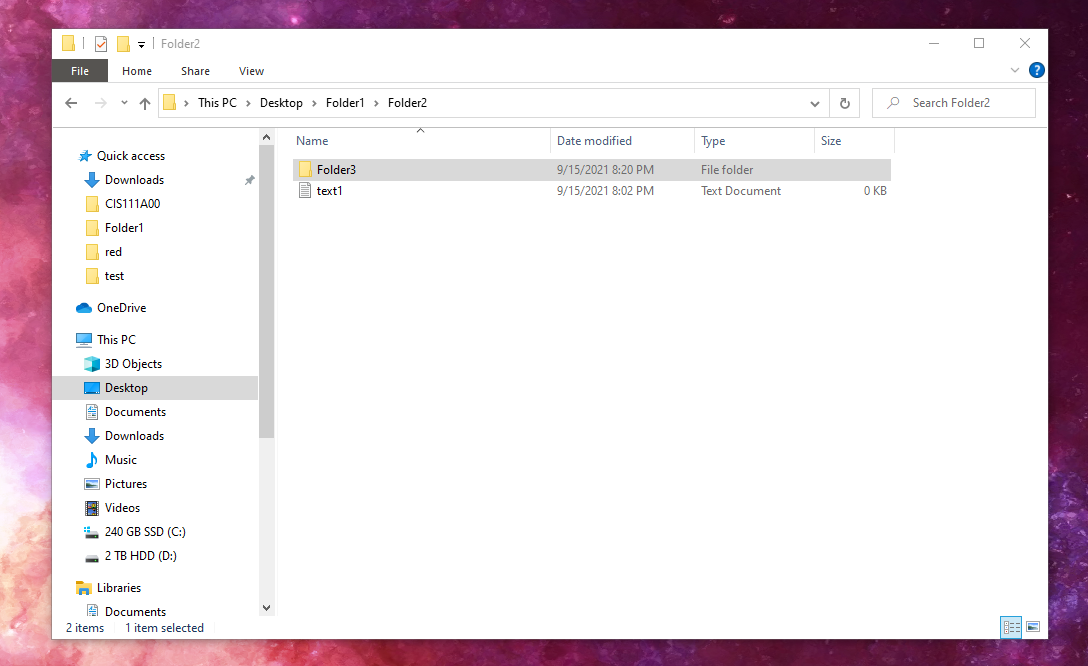 Folder2
File Home Share View ?
This PC > Desktop > Folder1 > Folder2 Search Folder2
Name Date modified Type Size
Folder3 9/15/2021 8:20 PM File folder
text1 9/15/2021 8:02 PM Text Document 0 KB
Quick access
Downloads
CIS111A00
Folder1
red
test
OneDrive
This PC
3D Objects
Desktop
Documents
Downloads
Music
Pictures
Videos
240 GB SSD (C:)
2 TB HDD (D:)
Libraries
Documents
2 items 1 item selected